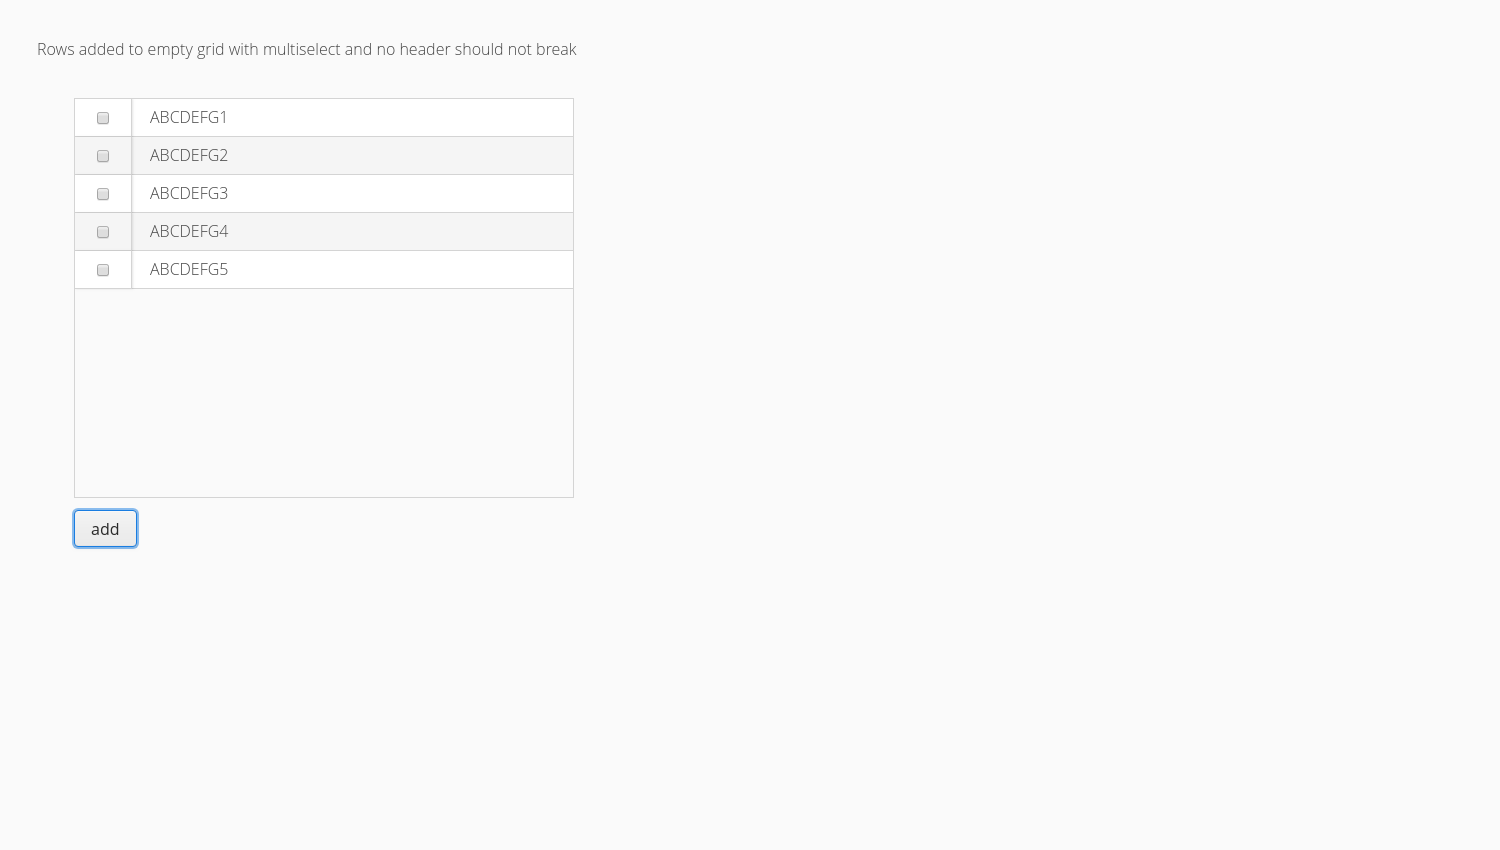 Rows added to empty grid with multiselect and no header should not break
ABCDEFG1
ABCDEFG2
ABCDEFG3
ABCDEFG4
ABCDEFG5
add